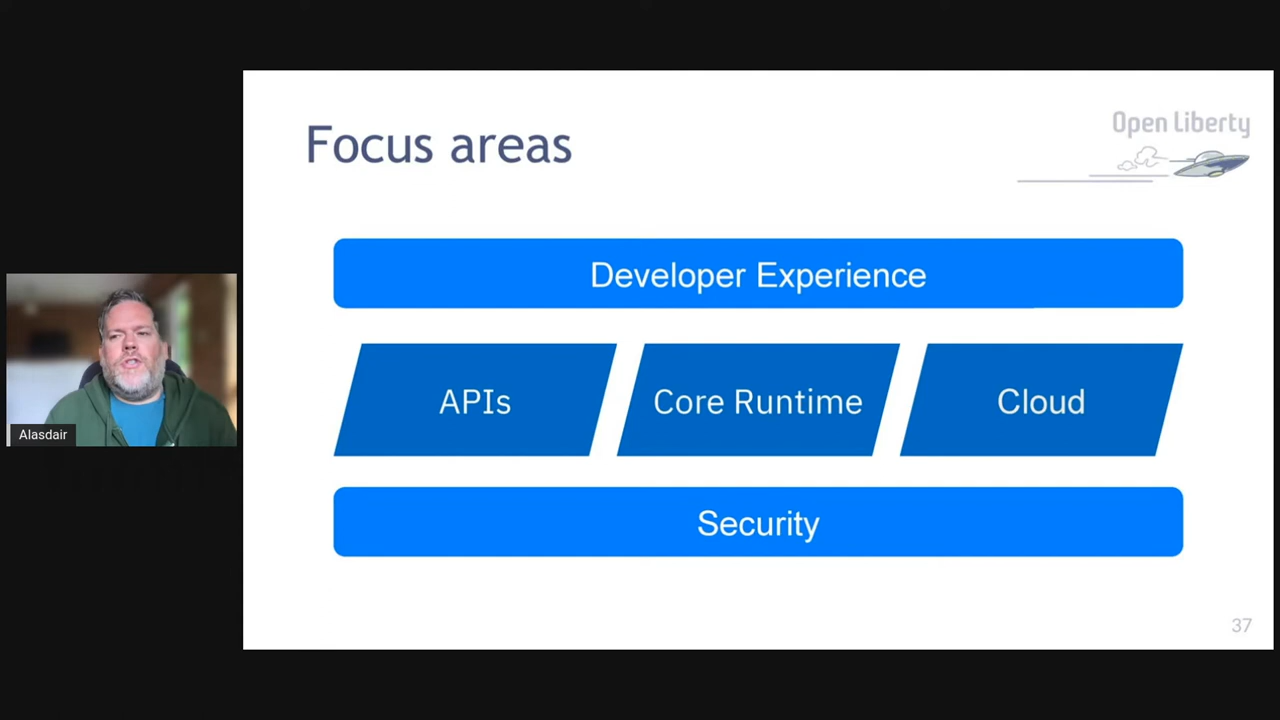 Focus areas
Open Liberty
Developer Experience
APIs
Core Runtime
Cloud
Security
Alasdair
37